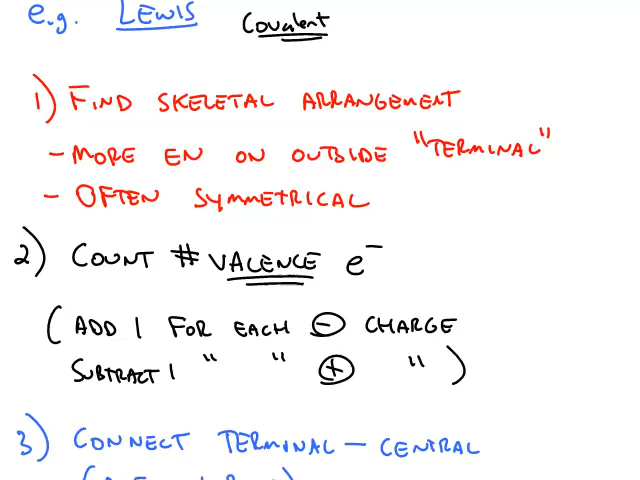 e.g. LEWIS Covalent
1) FIND SKELETAL ARRANGEMENT
- MORE EN ON OUTSIDE "TERMINAL"
- OFTEN SYMMETRICAL
2) COUNT # VALENCE e⁻
(ADD 1 FOR EACH ⊖ CHARGE
SUBTRACT 1 " " ⊕ ")
3) CONNECT TERMINAL - CENTRAL